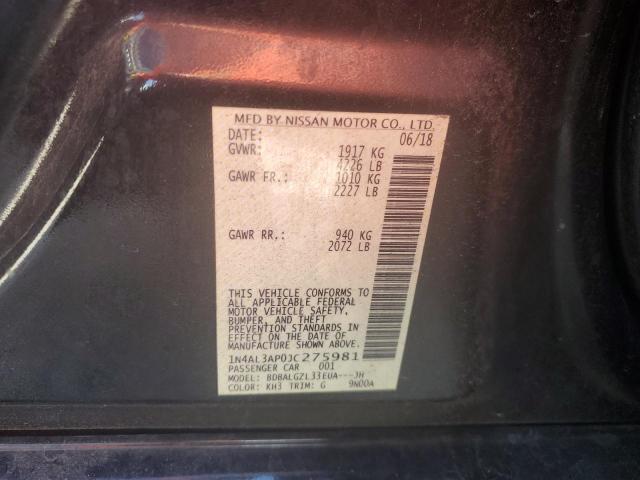 MFD BY NISSAN MOTOR CO., LTD.
DATE: 06/18
GVWR: 1917 KG
4226 LB
GAWR FR.: 1010 KG
2227 LB
GAWR RR.: 940 KG
2072 LB
THIS VEHICLE CONFORMS TO
ALL APPLICABLE FEDERAL
MOTOR VEHICLE SAFETY,
BUMPER, AND THEFT
PREVENTION STANDARDS IN
EFFECT ON THE DATE OF
MANUFACTURE SHOWN ABOVE.
1N4AL3AP0JC275981
PASSENGER CAR 001
MODEL: BDBALGZL33EUA---JH
COLOR: KH3 TRIM: G 9N00A